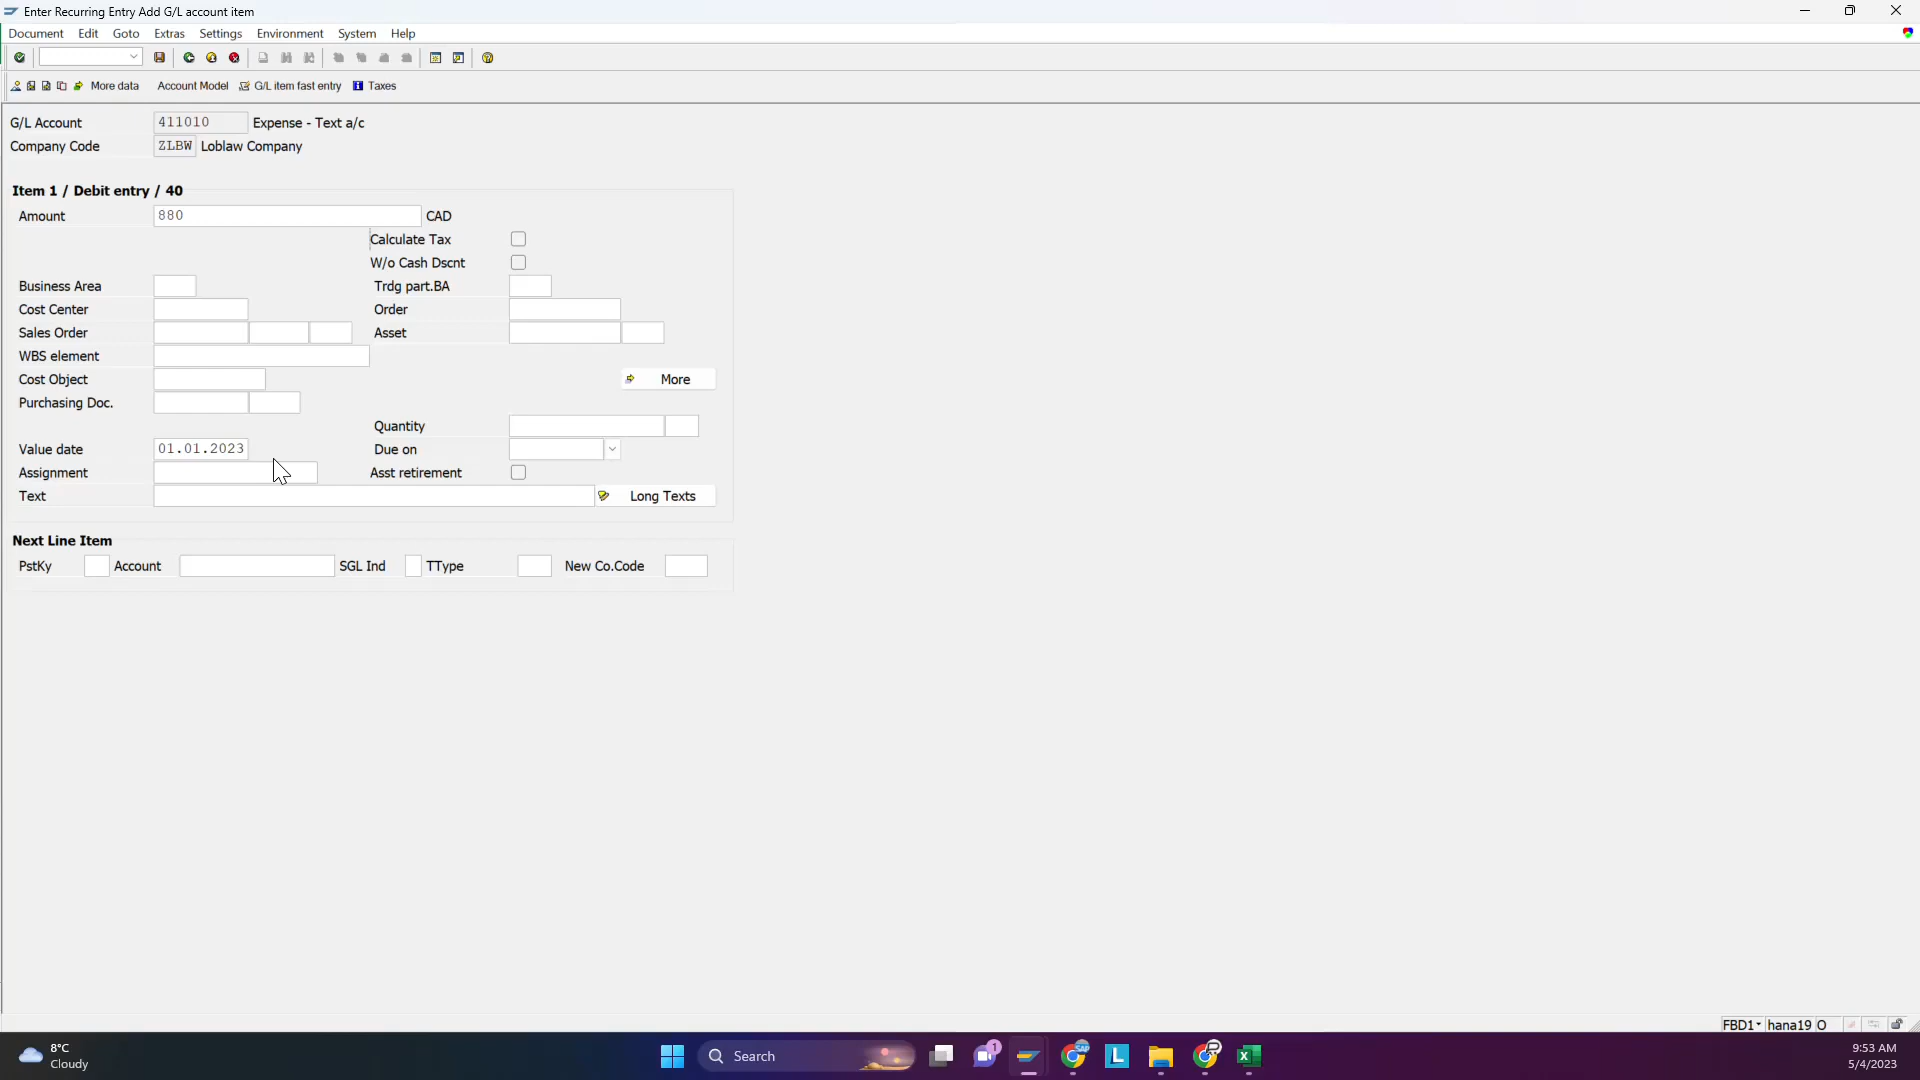 Enter Recurring Entry Add G/L account item
Document Edit Goto Extras Settings Environment System Help
More data Account Model G/L item fast entry Taxes
G/L Account 411010 Expense - Text a/c
Company Code ZLBW Loblaw Company
Item 1 / Debit entry / 40
Amount 880 CAD
Calculate Tax
W/o Cash Dscnt
Business Area Trdg part.BA
Cost Center Order
Sales Order Asset
WBS element
Cost Object More
Purchasing Doc.
Quantity
Value date 01.01.2023 Due on
Assignment Asst retirement
Text Long Texts
Next Line Item
PstKy Account SGL Ind TType New Co.Code
FBD1 hana19 O
8°C
Cloudy
Search
1
SAP
L
9:53 AM
5/4/2023